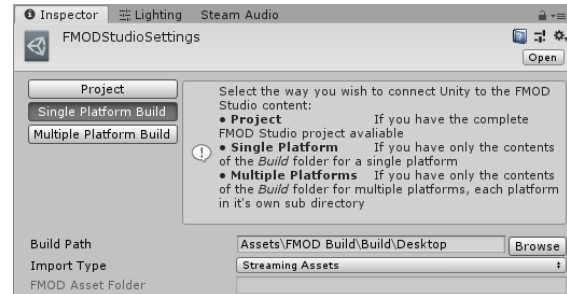 Inspector Lighting Steam Audio
FMODStudioSettings
Open
Project
Single Platform Build
Multiple Platform Build
Select the way you wish to connect Unity to the FMOD
Studio content:
• Project If you have the complete
FMOD Studio project avaliable
• Single Platform If you have only the contents
of the Build folder for a single platform
• Multiple Platforms If you have only the contents
of the Build folder for multiple platforms, each platform
in it's own sub directory
Build Path Assets\FMOD Build\Build\Desktop Browse
Import Type Streaming Assets
FMOD Asset Folder